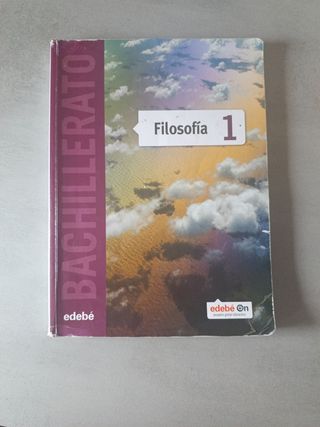 BACHILLERATO
Filosofía 1
edebé On
edebé